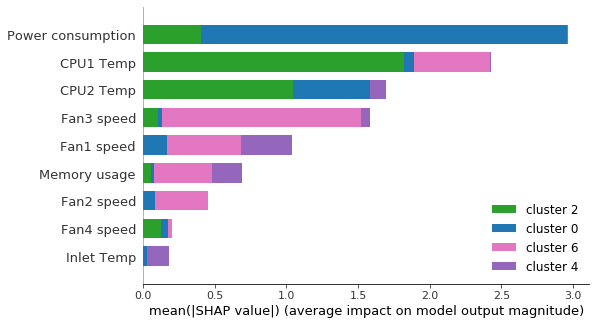 Power consumption
CPU1 Temp
CPU2 Temp
Fan3 speed
Fan1 speed
Memory usage
Fan2 speed
Fan4 speed
Inlet Temp
cluster 2
cluster 0
cluster 6
cluster 4
0.0 0.5 1.0 1.5 2.0 2.5 3.0
mean(|SHAP value|) (average impact on model output magnitude)